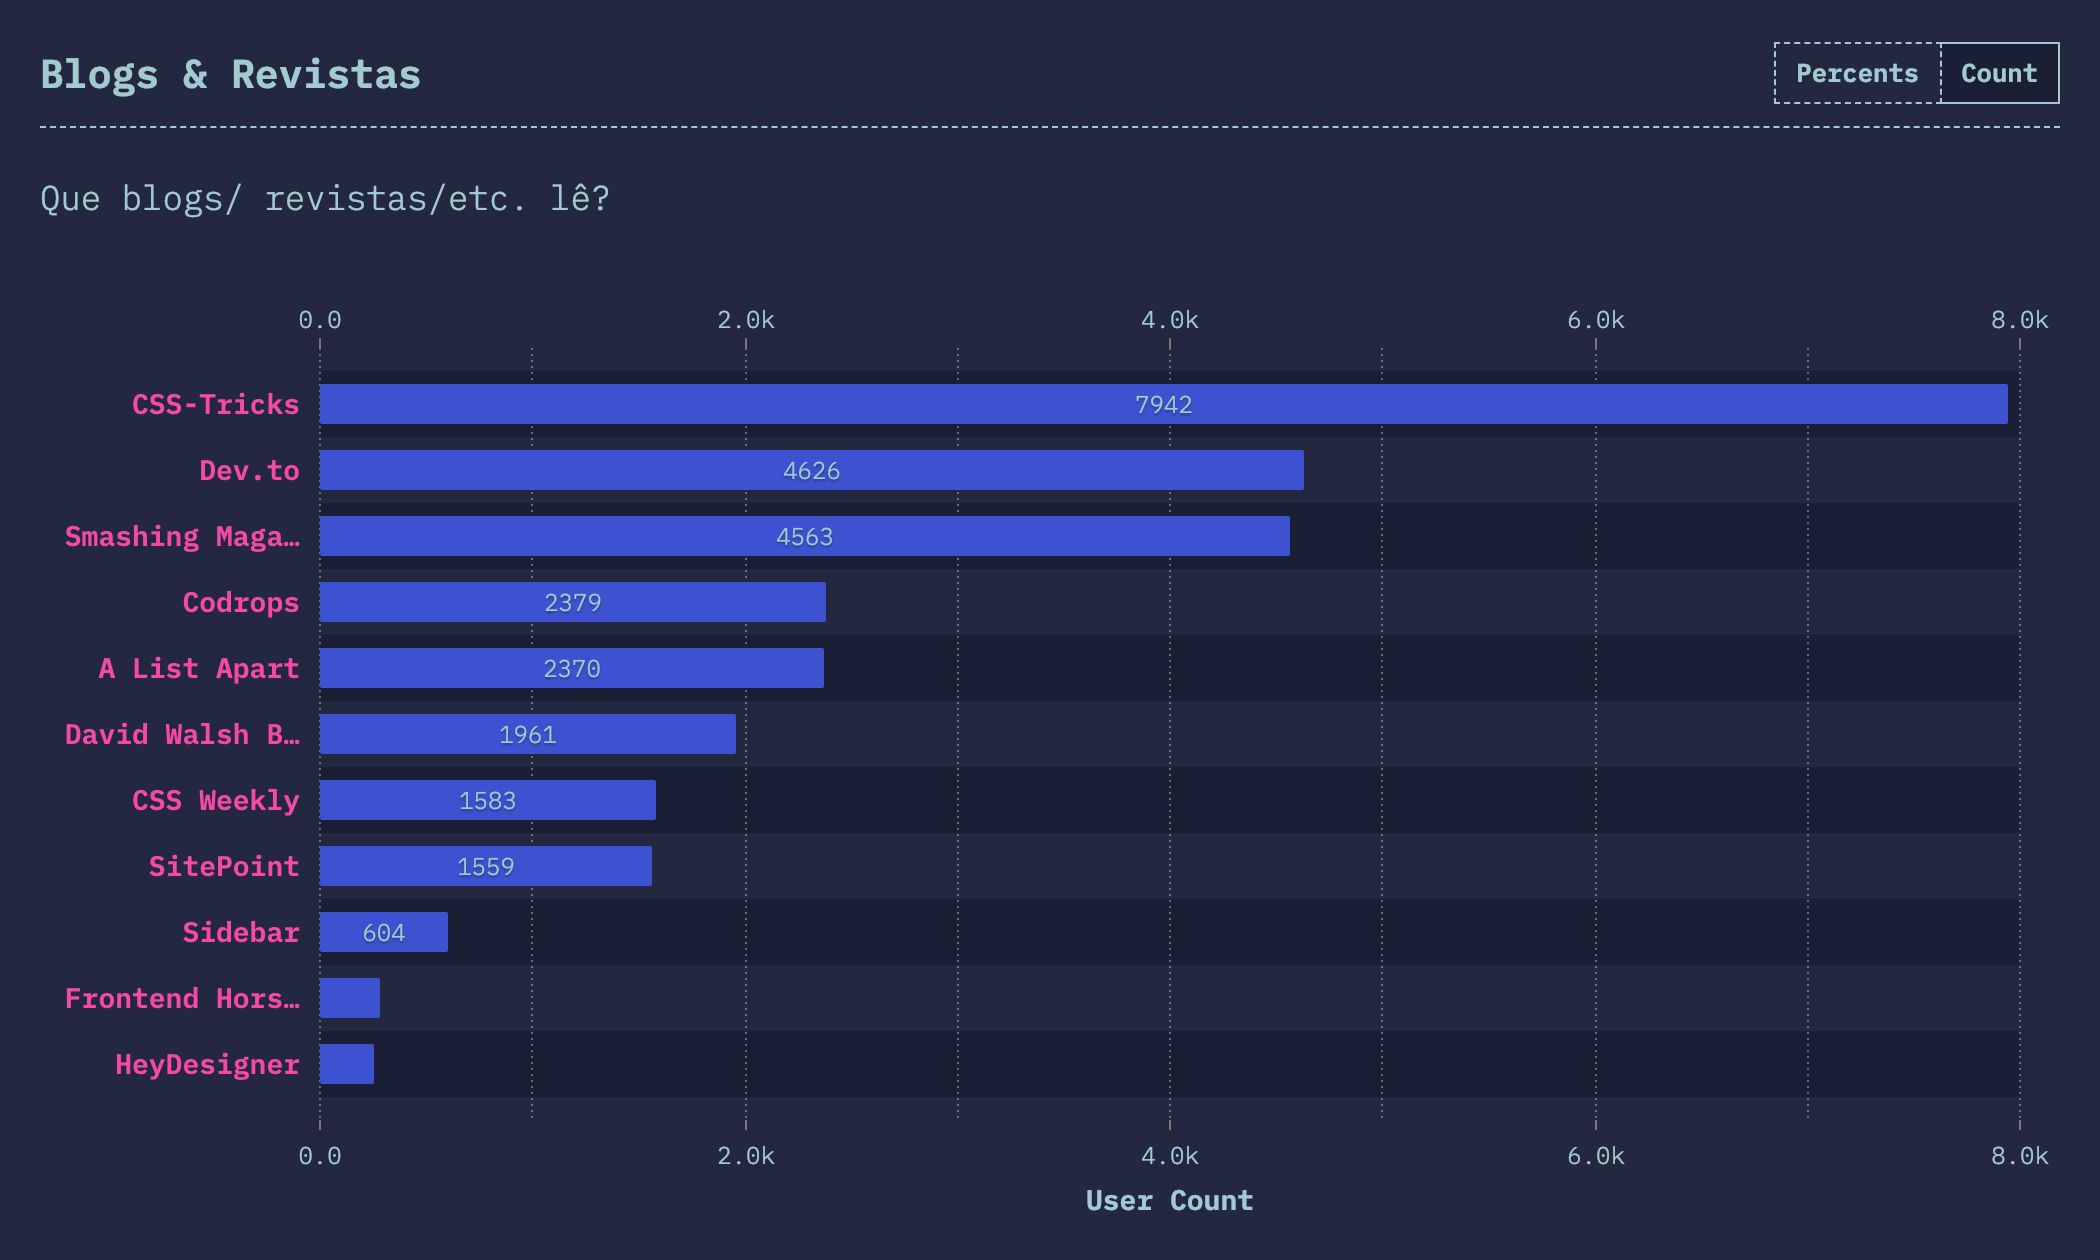 Blogs & Revistas
Percents Count
Que blogs/ revistas/etc. lê?
0.0 2.0k 4.0k 6.0k 8.0k
CSS-Tricks 7942
Dev.to 4626
Smashing Maga… 4563
Codrops 2379
A List Apart 2370
David Walsh B… 1961
CSS Weekly 1583
SitePoint 1559
Sidebar 604
Frontend Hors…
HeyDesigner
0.0 2.0k 4.0k 6.0k 8.0k
User Count